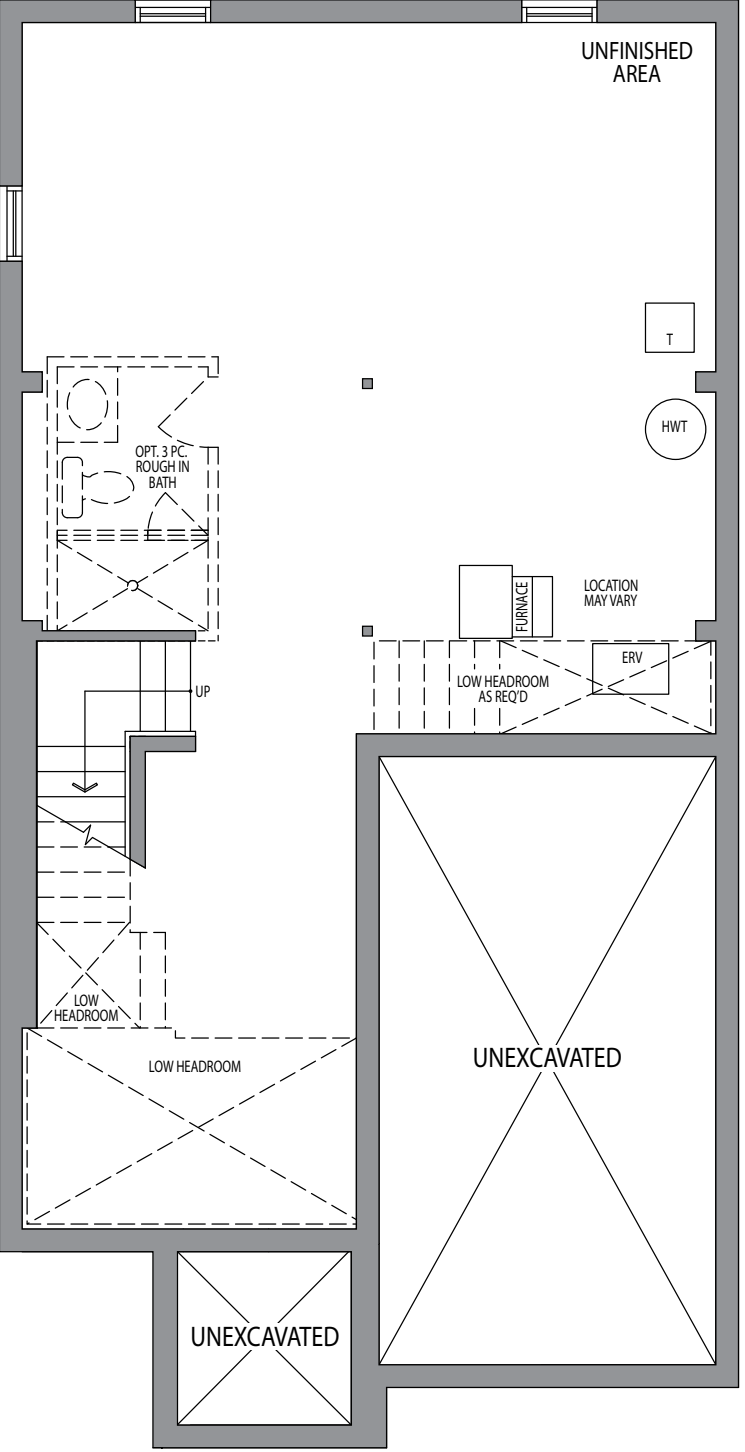 UNFINISHED
AREA
T
HWT
OPT. 3 PC.
ROUGH IN
BATH
FURNACE
LOCATION
MAY VARY
ERV
LOW HEADROOM
AS REQ'D
UP
LOW
HEADROOM
LOW HEADROOM
UNEXCAVATED
UNEXCAVATED